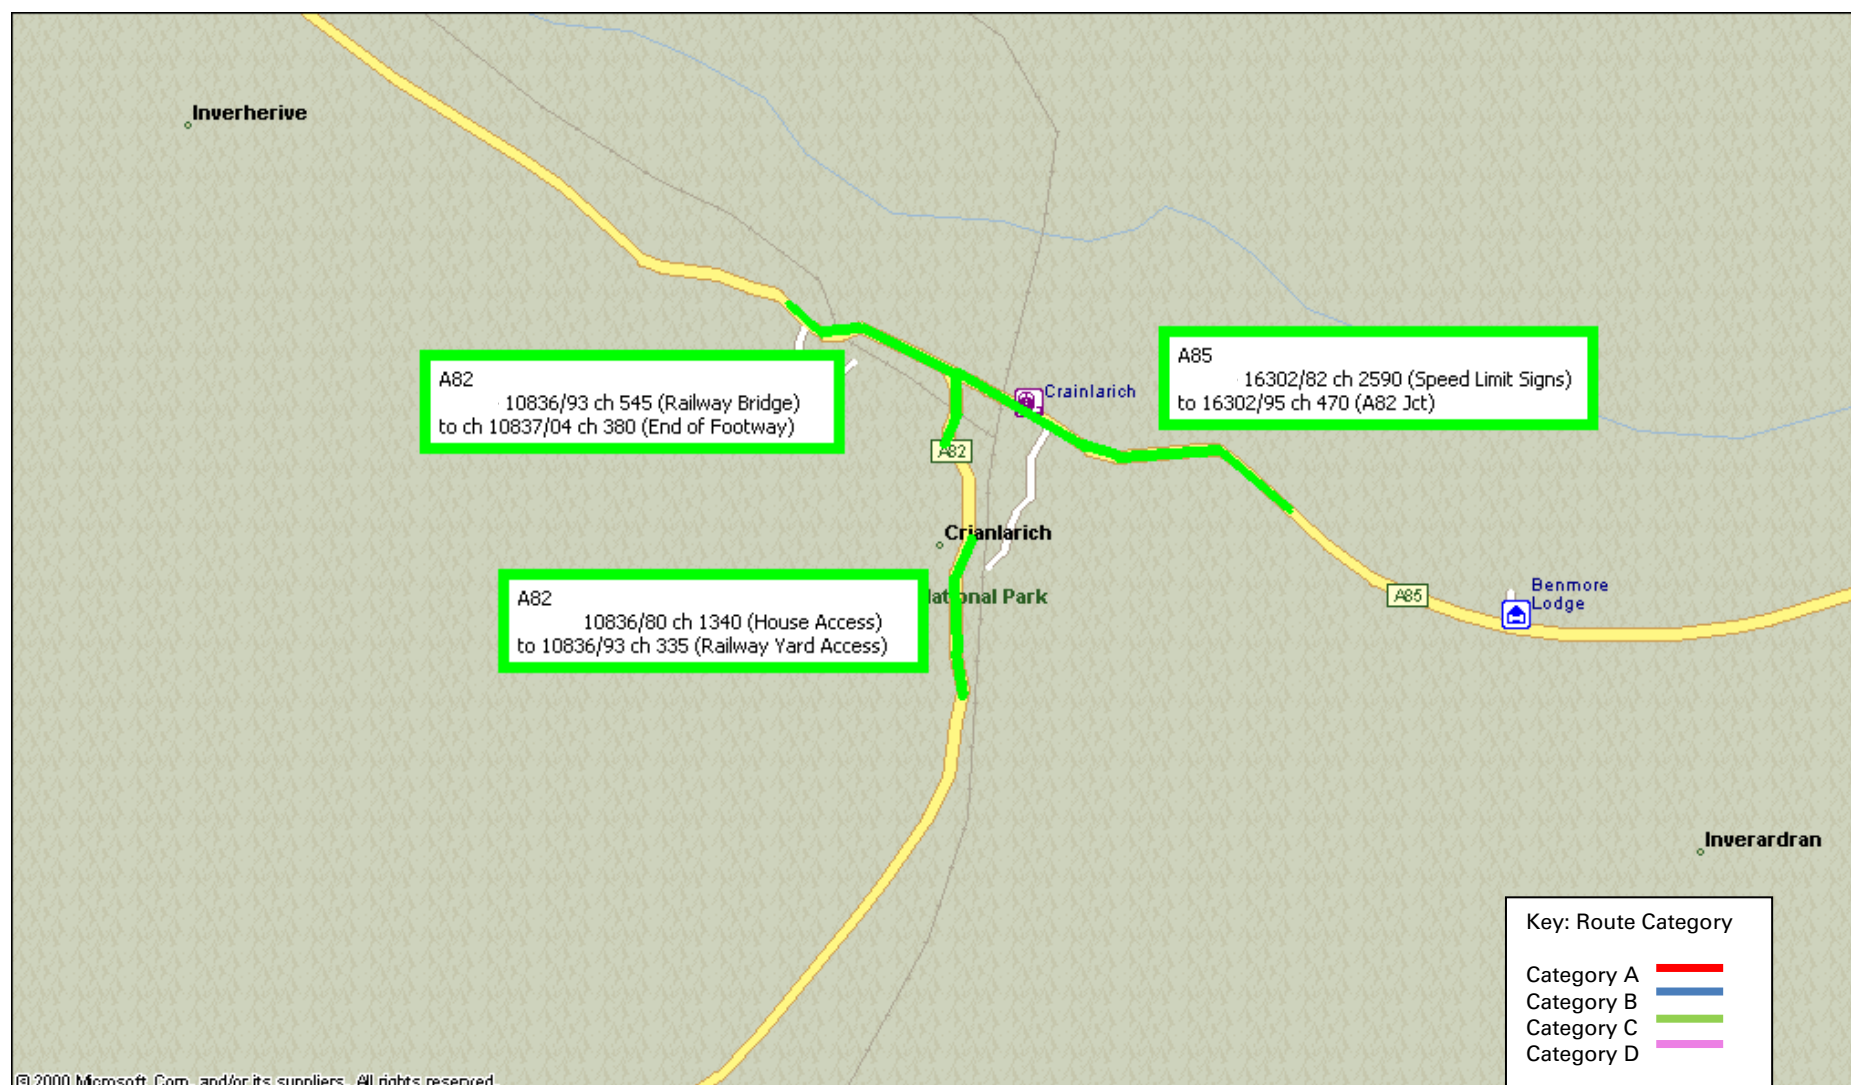 Inverherive
A82
10836/93 ch 545 (Railway Bridge)
to ch 10837/04 ch 380 (End of Footway)
Crainlarich
A85
16302/82 ch 2590 (Speed Limit Signs)
to 16302/95 ch 470 (A82 Jct)
A82
Crianlarich
National Park
A82
10836/80 ch 1340 (House Access)
to 10836/93 ch 335 (Railway Yard Access)
A85
Benmore
Lodge
Inverardran
Key: Route Category
Category A
Category B
Category C
Category D
© 2000 Microsoft Corp. and/or its suppliers. All rights reserved.